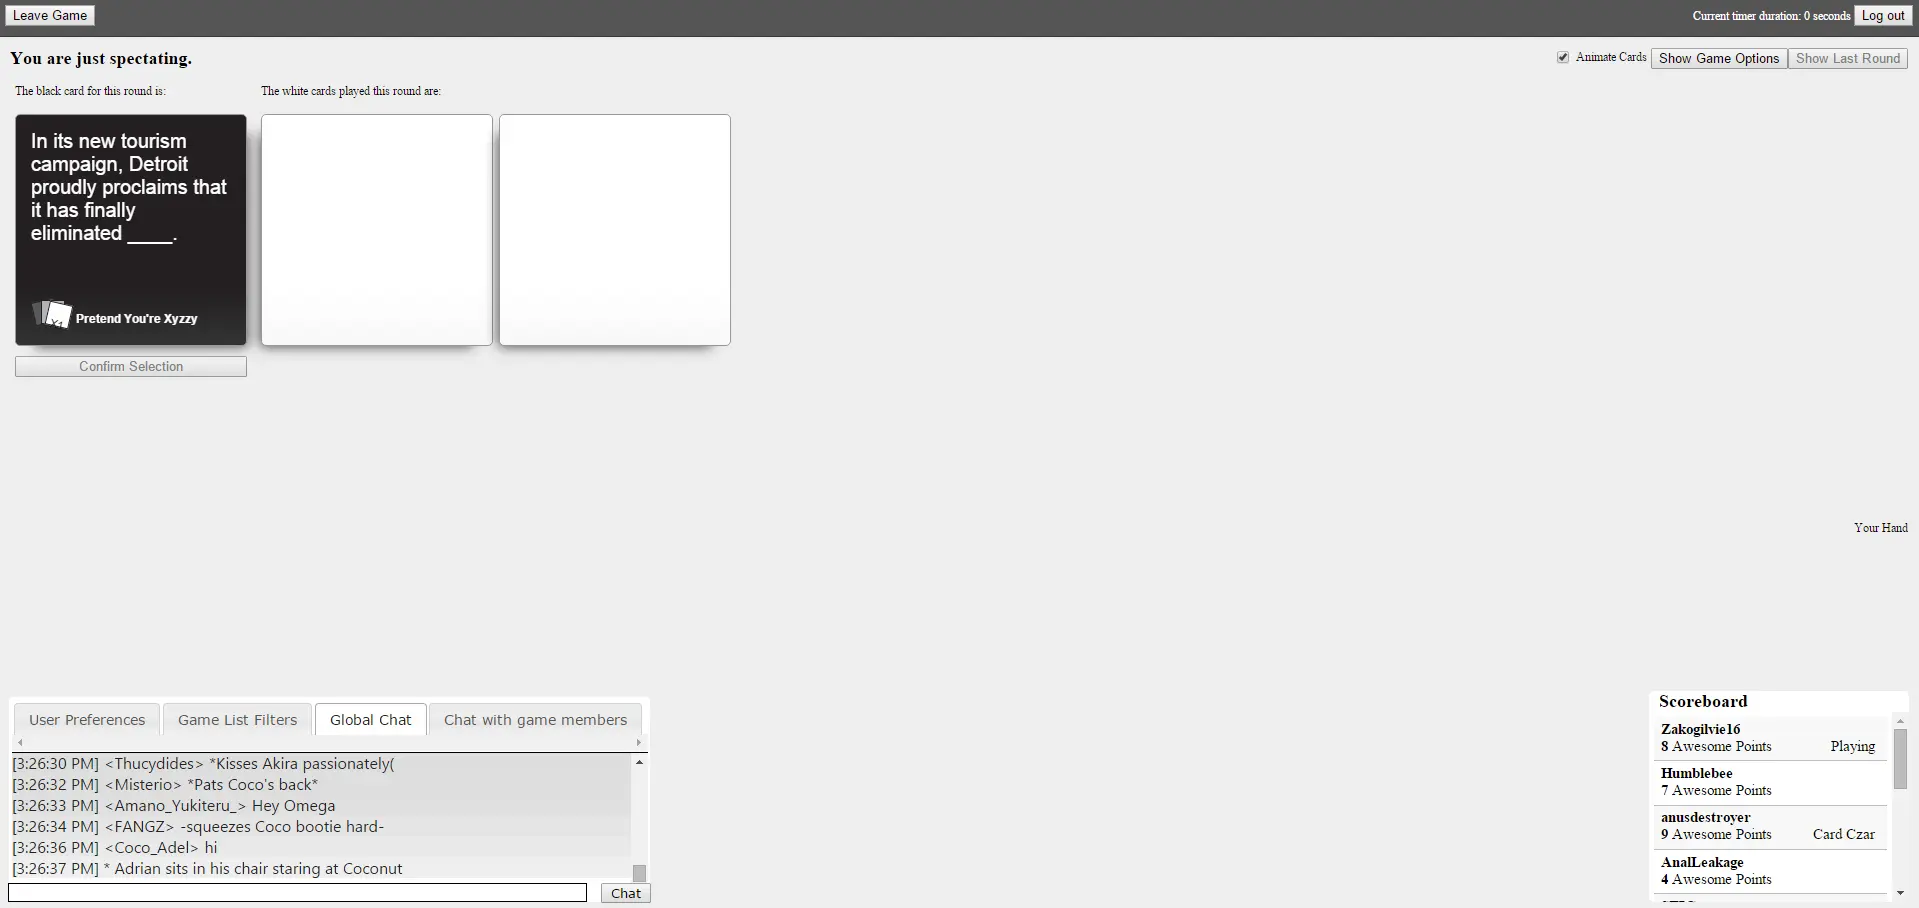 Leave Game
Current timer duration: 0 seconds
Log out
You are just spectating.
Animate Cards
Show Game Options
Show Last Round
The black card for this round is:
The white cards played this round are:
In its new tourism
campaign, Detroit
proudly proclaims that
it has finally
eliminated ____.
Pretend You're Xyzzy
Confirm Selection
Your Hand
User Preferences
Game List Filters
Global Chat
Chat with game members
[3:26:30 PM] <Thucydides> *Kisses Akira passionately(
[3:26:32 PM] <Misterio> *Pats Coco's back*
[3:26:33 PM] <Amano_Yukiteru_> Hey Omega
[3:26:34 PM] <FANGZ> -squeezes Coco bootie hard-
[3:26:36 PM] <Coco_Adel> hi
[3:26:37 PM] * Adrian sits in his chair staring at Coconut
Chat
Scoreboard
Zakogilvie16
8 Awesome Points Playing
Humblebee
7 Awesome Points
anusdestroyer
9 Awesome Points Card Czar
AnalLeakage
4 Awesome Points